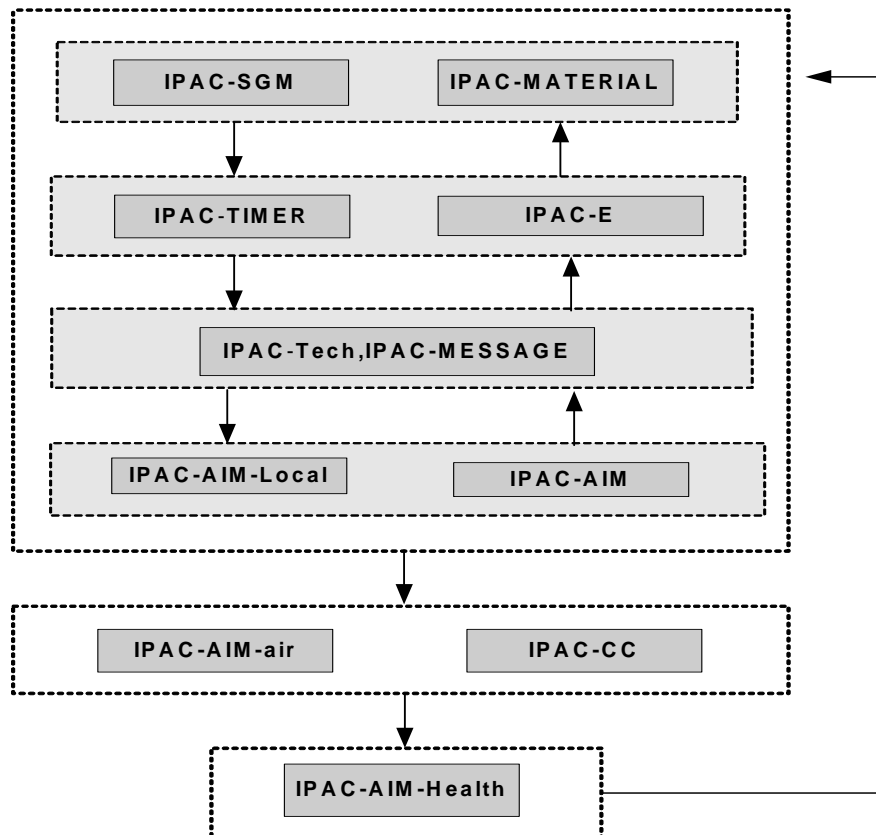 IPAC-SGM
IPAC-MATERIAL
IPAC-TIMER
IPAC-E
IPAC-Tech,IPAC-MESSAGE
IPAC-AIM-Local
IPAC-AIM
IPAC-AIM-air
IPAC-CC
IPAC-AIM-Health